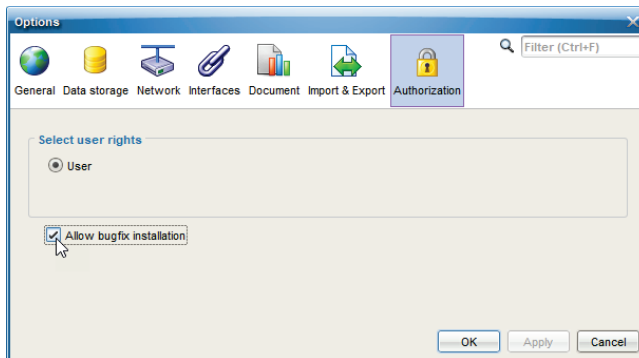 Options
Filter (Ctrl+F)
General Data storage Network Interfaces Document Import & Export Authorization
Select user rights
User
Allow bugfix installation
OK Apply Cancel